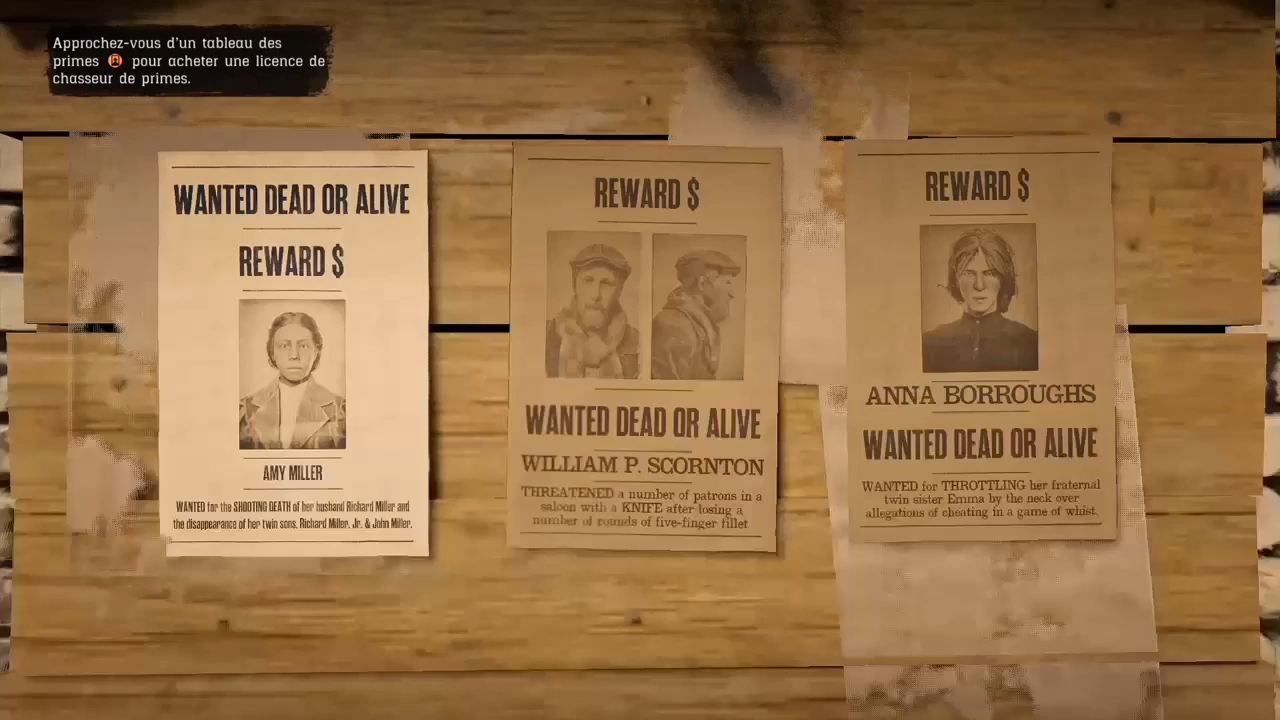 Approchez-vous d'un tableau des
primes pour acheter une licence de
chasseur de primes.
WANTED DEAD OR ALIVE
REWARD $
AMY MILLER
WANTED for the SHOOTING DEATH of her husband Richard Miller and
the disappearance of her twin sons, Richard Miller, Jr. & John Miller.
REWARD $
WANTED DEAD OR ALIVE
WILLIAM P. SCORNTON
THREATENED a number of patrons in a
saloon with a KNIFE after losing a
number of rounds of five-finger fillet
REWARD $
ANNA BORROUGHS
WANTED DEAD OR ALIVE
WANTED for THROTTLING her fraternal
twin sister Emma by the neck over
allegations of cheating in a game of whist.